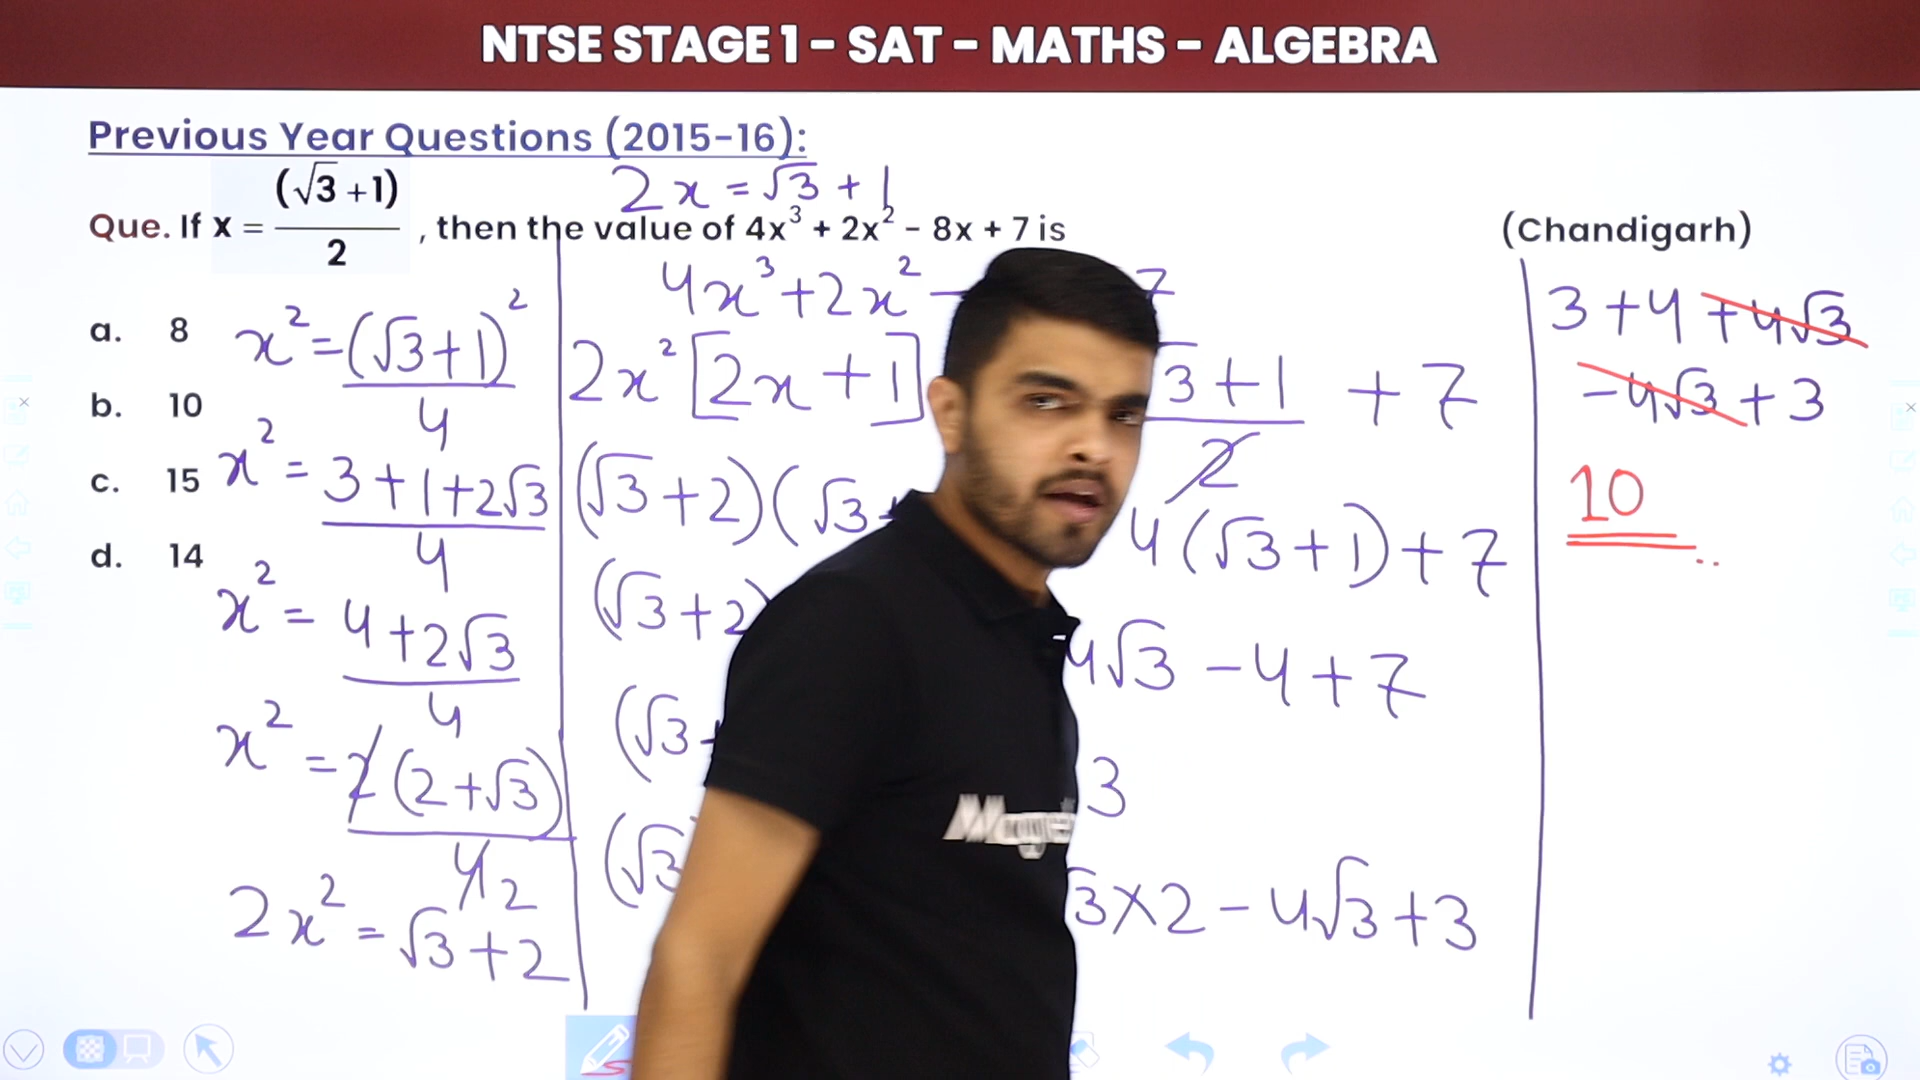 NTSE STAGE 1 – SAT – MATHS – ALGEBRA
Previous Year Questions (2015-16):
2x = √3 + 1
Que. If x = (√3 +1) / 2 , then the value of 4x³ + 2x² - 8x + 7 is (Chandigarh)
a. 8
b. 10
c. 15
d. 14
x² = (√3+1)² / 4
x² = 3+1+2√3 / 4
x² = 4+2√3 / 4
x² = 2(2+√3) / 4 2
2x² = √3+2
4x³+2x² – 7
2x²[2x+1] 3+1 / 2 + 7
(√3+2)(√3 4(√3+1)+7
(√3+2) 4√3 – 4 + 7
(√3 3
(√3 √3×2 – 4√3+3
3+4+4√3
-4√3+3
10